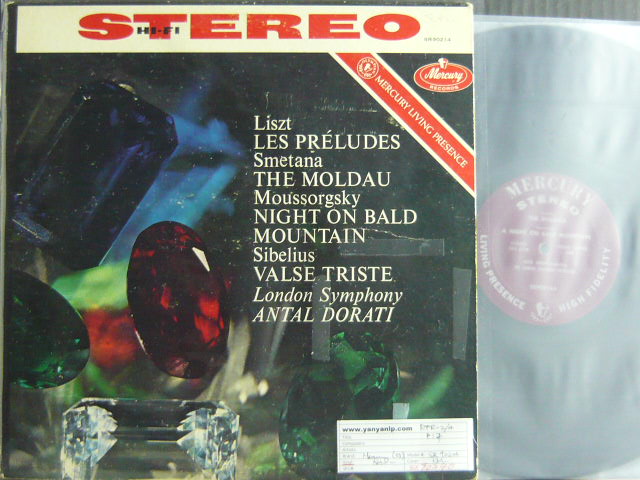 STEREO
HI-FI
SR90214
Mercury
RECORDS
MERCURY LIVING PRESENCE
Liszt
LES PRÉLUDES
Smetana
THE MOLDAU
Moussorgsky
NIGHT ON BALD
MOUNTAIN
Sibelius
VALSE TRISTE
London Symphony
ANTAL DORATI
www.yanyanlp.com
MERCURY
STEREO
LIVING PRESENCE
HIGH FIDELITY